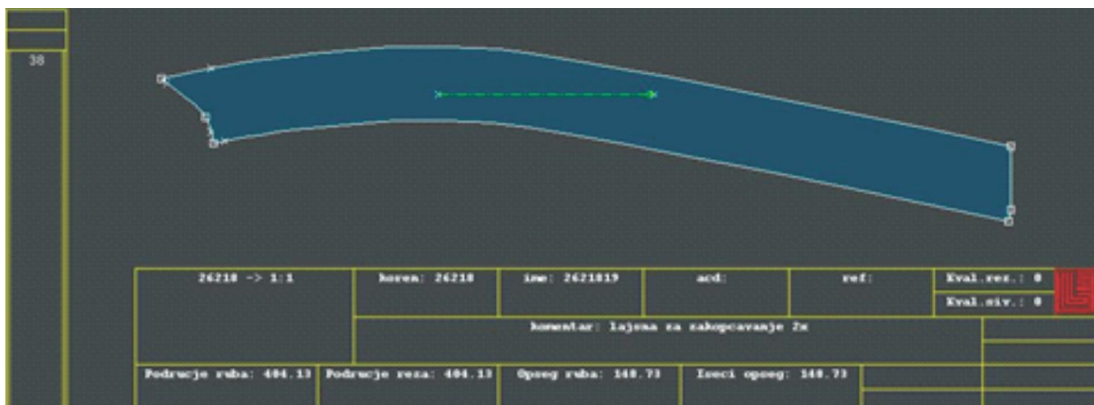 38
26218 -> 1:1
koren: 26218
ime: 2621819
acd:
ref:
Kval.rez.: 0
Kval.siv.: 0
komentar: lajsna za zakopcavanje 2x
Podrucje ruba: 404.13
Podrucje reza: 404.13
Opseg ruba: 148.73
Iseci opseg: 148.73